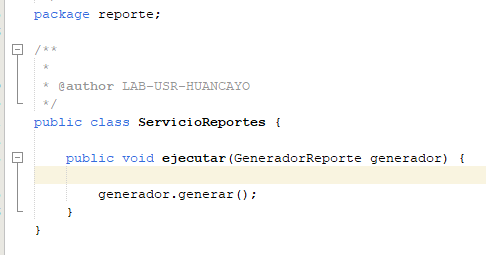 package reporte;
/**
*
* @author LAB-USR-HUANCAYO
*/
public class ServicioReportes {
public void ejecutar(GeneradorReporte generador) {
generador.generar();
}
}